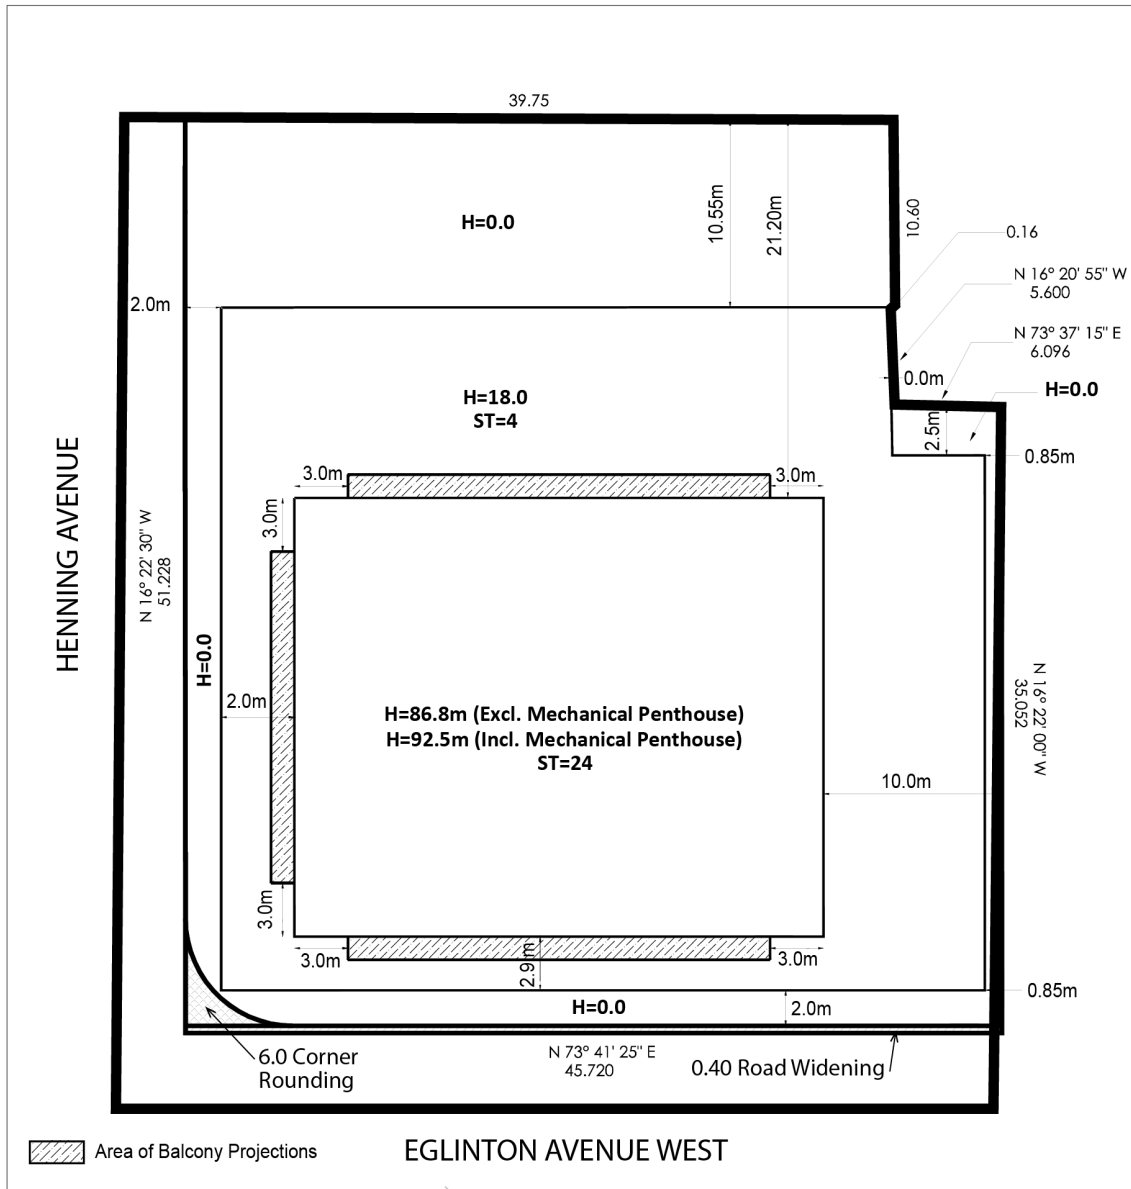 39.75
H=0.0
10.55m
21.20m
10.60
0.16
N 16° 20' 55" W
5.600
2.0m
N 73° 37' 15" E
6.096
0.0m
H=0.0
H=18.0
ST=4
2.5m
0.85m
3.0m
3.0m
3.0m
HENNING AVENUE
N 16° 22' 30" W
51.228
H=0.0
2.0m
H=86.8m (Excl. Mechanical Penthouse)
H=92.5m (Incl. Mechanical Penthouse)
ST=24
N 16° 22' 00" W
35.052
10.0m
3.0m
3.0m
2.9m
3.0m
0.85m
H=0.0
2.0m
6.0 Corner
Rounding
N 73° 41' 25" E
45.720
0.40 Road Widening
Area of Balcony Projections
EGLINTON AVENUE WEST